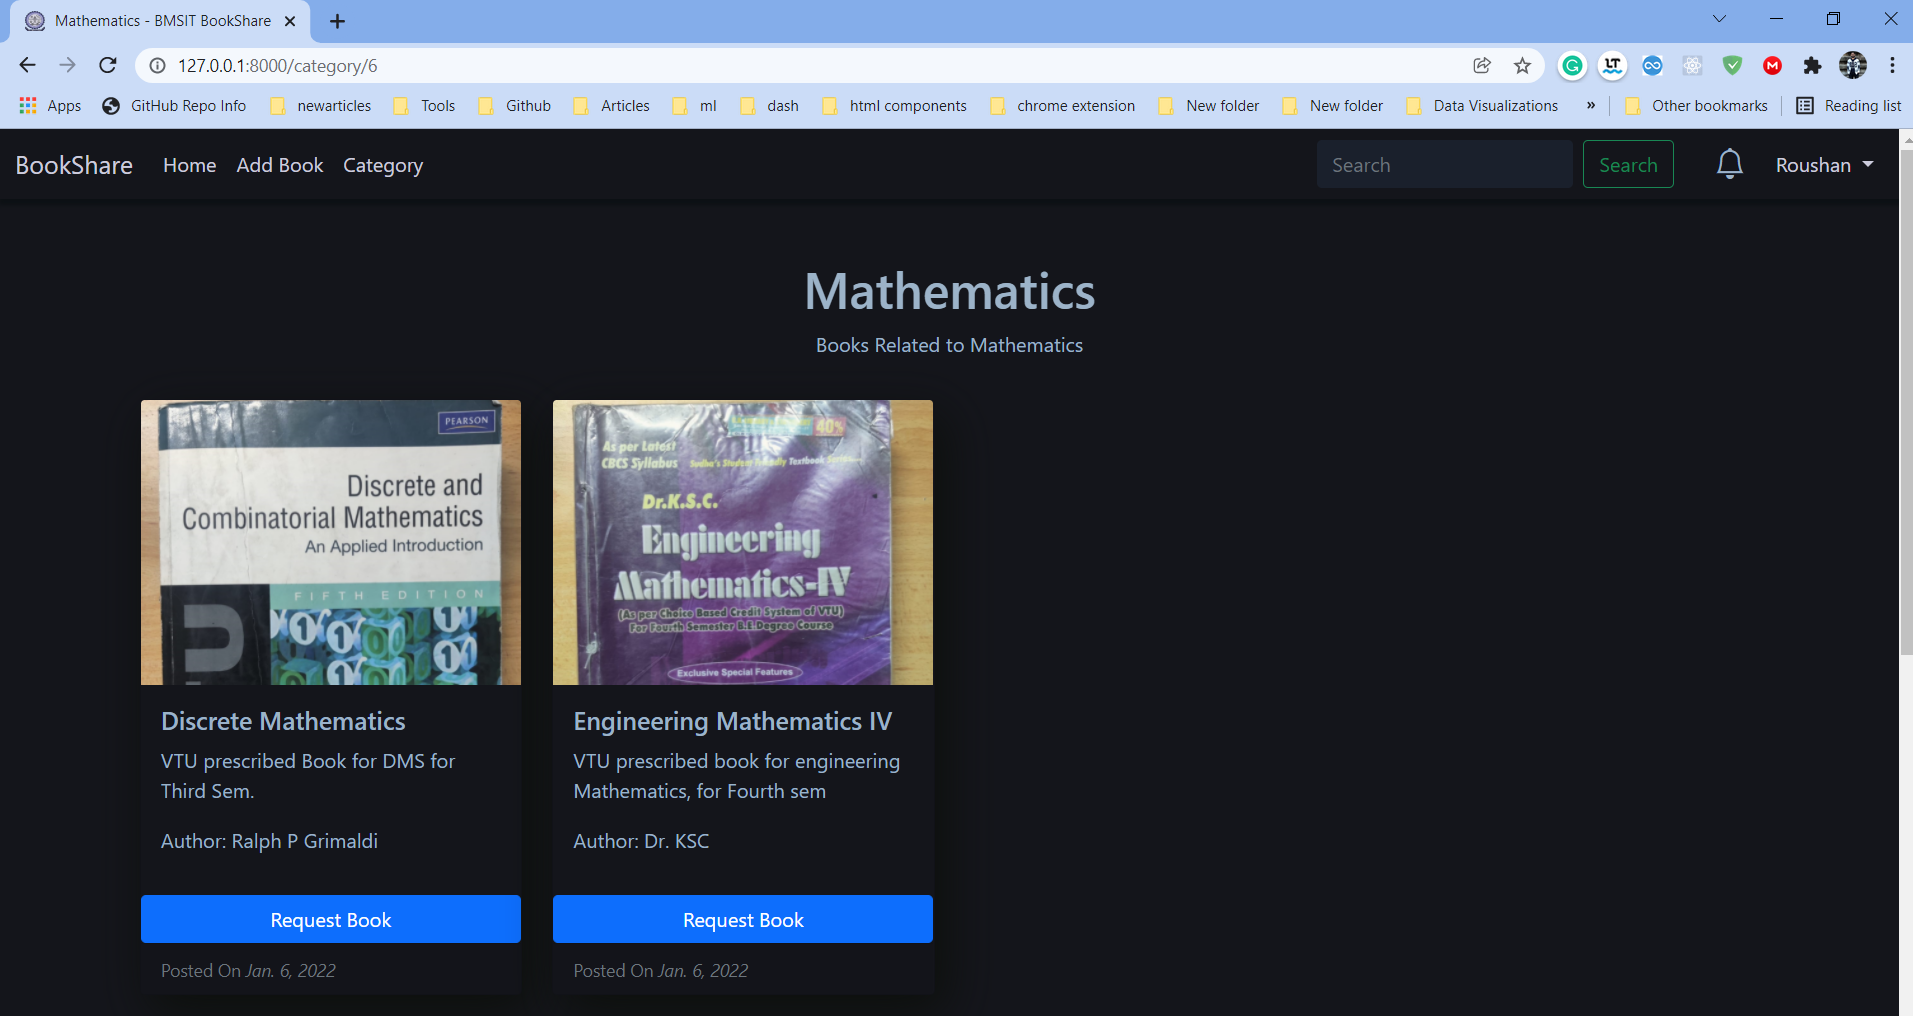 Mathematics - BMSIT BookShare
127.0.0.1:8000/category/6
Apps GitHub Repo Info newarticles Tools Github Articles ml dash html components chrome extension New folder New folder Data Visualizations » Other bookmarks Reading list
BookShare Home Add Book Category Search Search Roushan
Mathematics
Books Related to Mathematics
PEARSON
Discrete and
Combinatorial Mathematics
An Applied Introduction
FIFTH EDITION
40%
As per Latest
CBCS Syllabus Sudha's Student Friendly Textbook Series
Dr.K.S.C.
Engineering
Mathematics-IV
(As per Choice Based Credit System of VTU)
For Fourth Semester B.E.Degree Course
Exclusive Special Features
Discrete Mathematics
VTU prescribed Book for DMS for
Third Sem.
Author: Ralph P Grimaldi
Request Book
Posted On Jan. 6, 2022
Engineering Mathematics IV
VTU prescribed book for engineering
Mathematics, for Fourth sem
Author: Dr. KSC
Request Book
Posted On Jan. 6, 2022